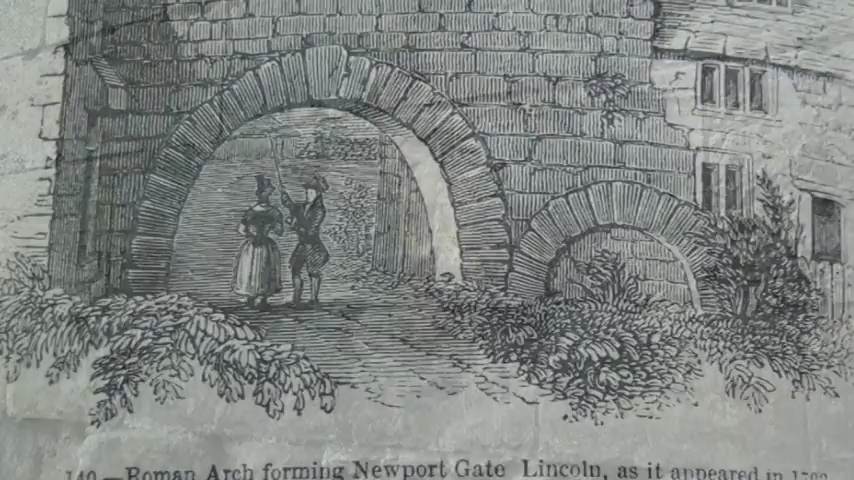 140.—Roman Arch forming Newport Gate Lincoln, as it appeared in